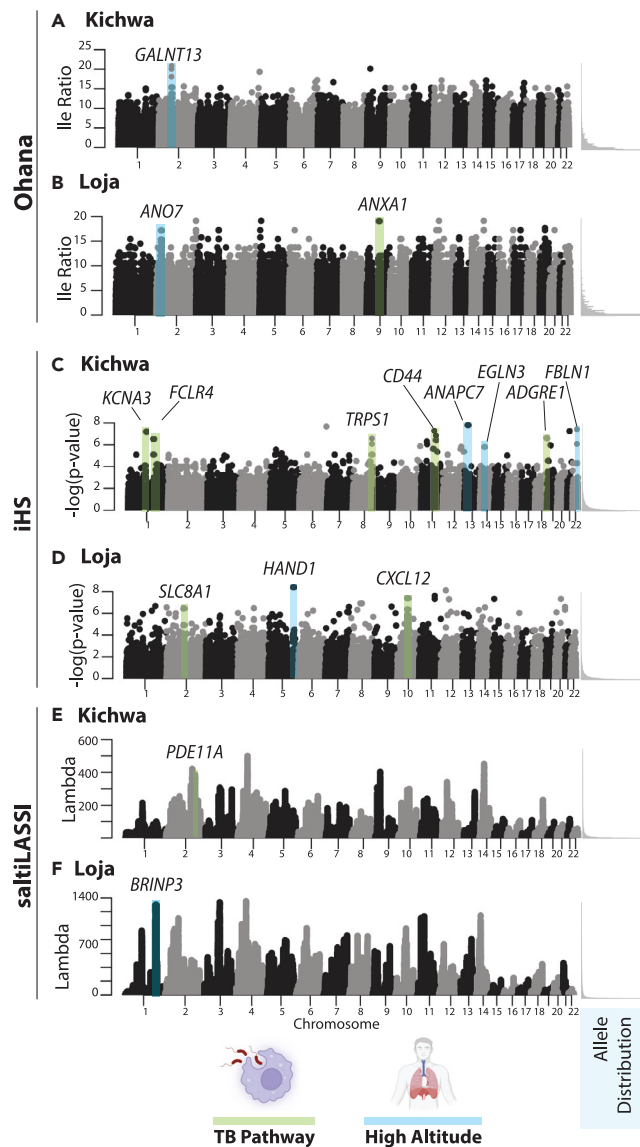 A Kichwa
GALNT13
25
20
15
10
5
0
lle Ratio
1 2 3 4 5 6 7 8 9 10 11 12 13 14 15 16 17 18 20 22
Ohana
B Loja
ANO7
ANXA1
20
15
10
5
0
lle Ratio
1 2 3 4 5 6 7 8 9 10 11 12 13 14 15 16 17 18 20 22
C Kichwa
KCNA3
FCLR4
TRPS1
CD44
ANAPC7
EGLN3
ADGRE1
FBLN1
8
6
4
2
0
-log(p-value)
1 2 3 4 5 6 7 8 9 10 11 12 13 14 15 16 18 20 22
iHS
D Loja
SLC8A1
HAND1
CXCL12
8
6
4
2
0
-log(p-value)
1 2 3 4 5 6 7 8 9 10 11 12 13 14 15 16 17 18 20 22
E Kichwa
PDE11A
600
400
200
Lambda
1 2 3 4 5 6 7 8 9 10 11 12 13 14 15 16 17 18 20 22
saltiLASSI
F Loja
BRINP3
1400
700
0
Lambda
1 2 3 4 5 6 7 8 9 10 11 12 13 14 15 16 17 18 20 22
Chromosome
Allele
Distribution
TB Pathway
High Altitude